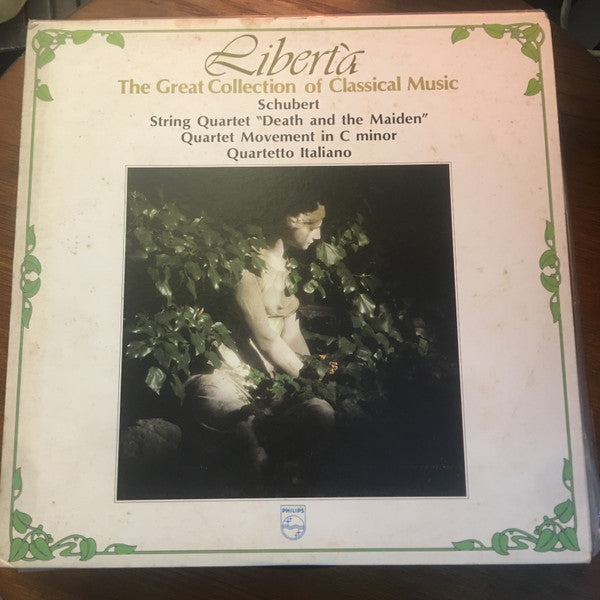 Libertà
The Great Collection of Classical Music
Schubert
String Quartet "Death and the Maiden"
Quartet Movement in C minor
Quartetto Italiano
PHILIPS